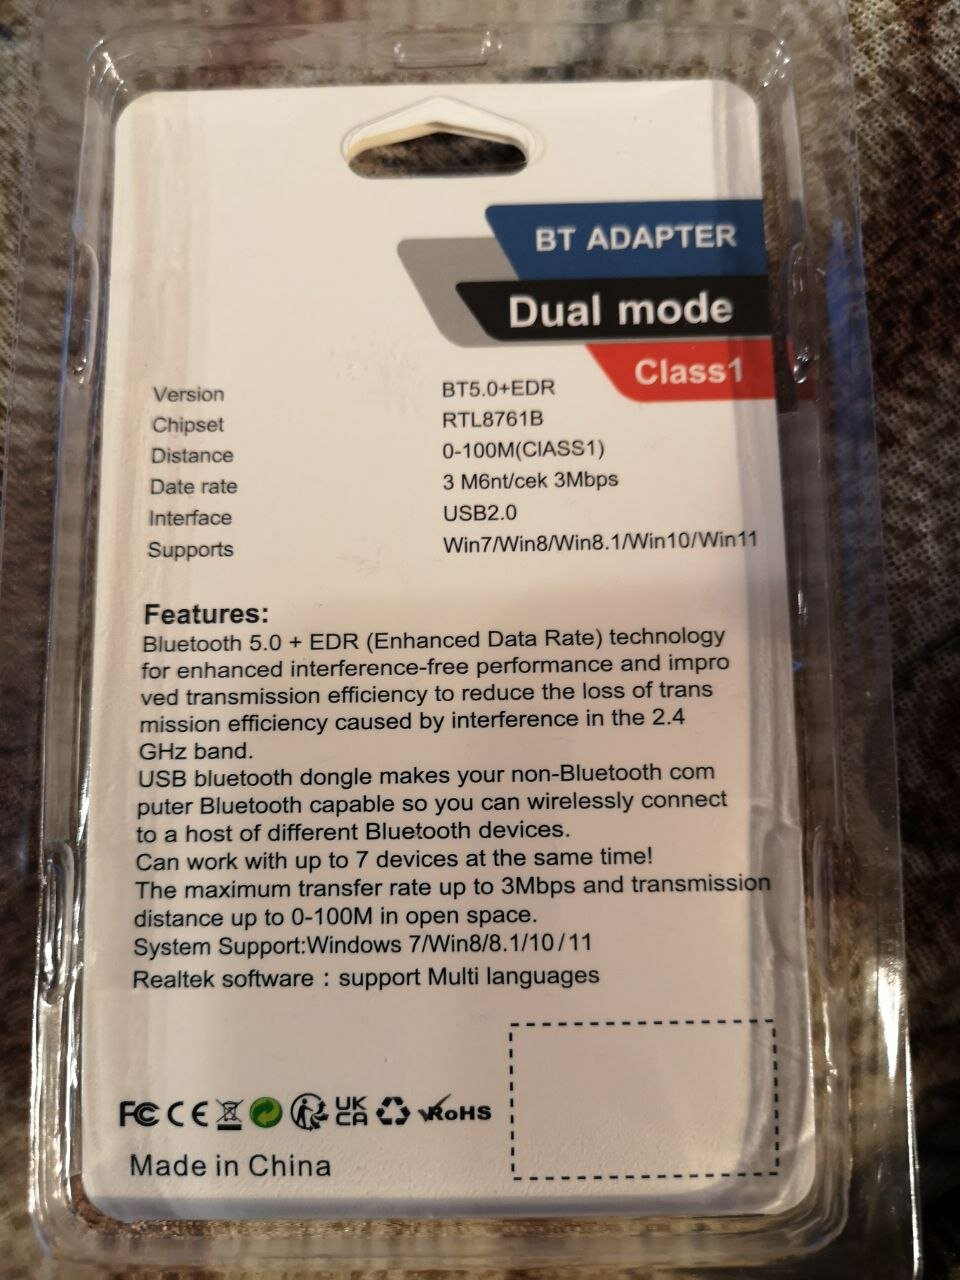 BT ADAPTER
Dual mode
Class1
Version BT5.0+EDR
Chipset RTL8761B
Distance 0-100M(ClASS1)
Date rate 3 M6nt/cek 3Mbps
Interface USB2.0
Supports Win7/Win8/Win8.1/Win10/Win11
Features:
Bluetooth 5.0 + EDR (Enhanced Data Rate) technology
for enhanced interference-free performance and impro
ved transmission efficiency to reduce the loss of trans
mission efficiency caused by interference in the 2.4
GHz band.
USB bluetooth dongle makes your non-Bluetooth com
puter Bluetooth capable so you can wirelessly connect
to a host of different Bluetooth devices.
Can work with up to 7 devices at the same time!
The maximum transfer rate up to 3Mbps and transmission
distance up to 0-100M in open space.
System Support:Windows 7/Win8/8.1/10/11
Realtek software : support Multi languages
FC CE UK CA RoHS
Made in China